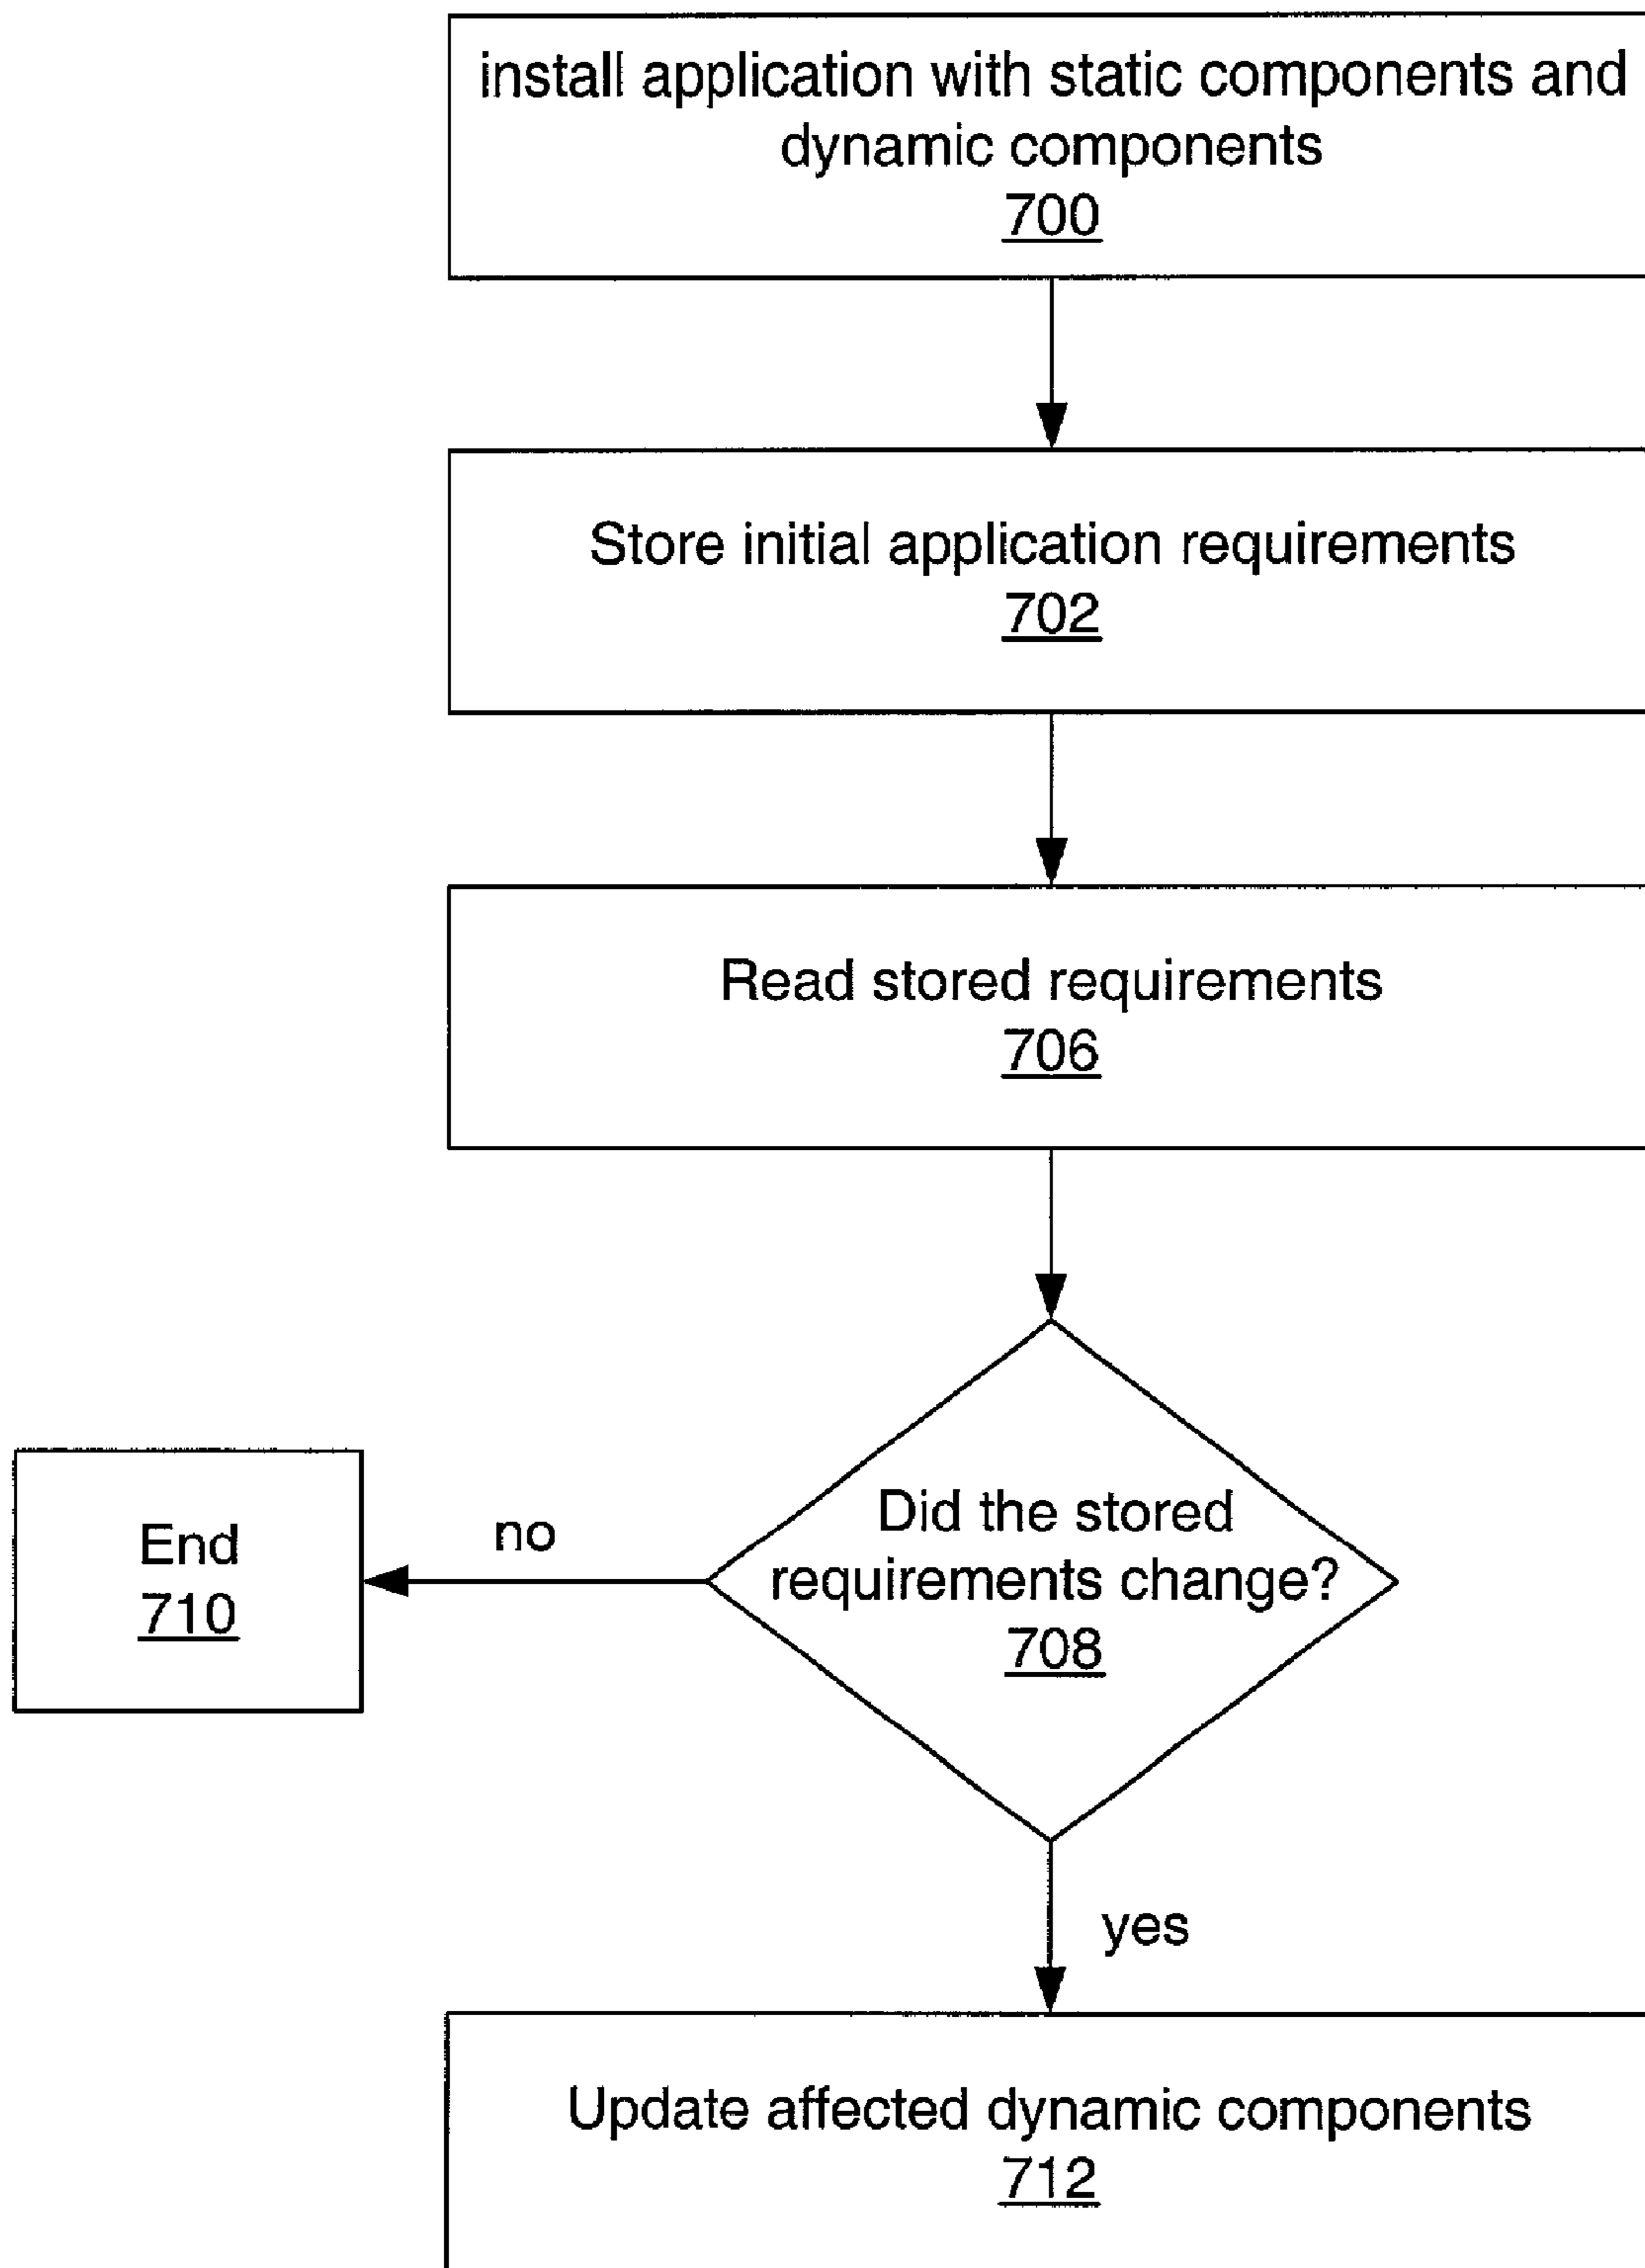 install application with static components and
dynamic components
700
Store initial application requirements
702
Read stored requirements
706
Did the stored
requirements change?
708
no
End
710
yes
Update affected dynamic components
712